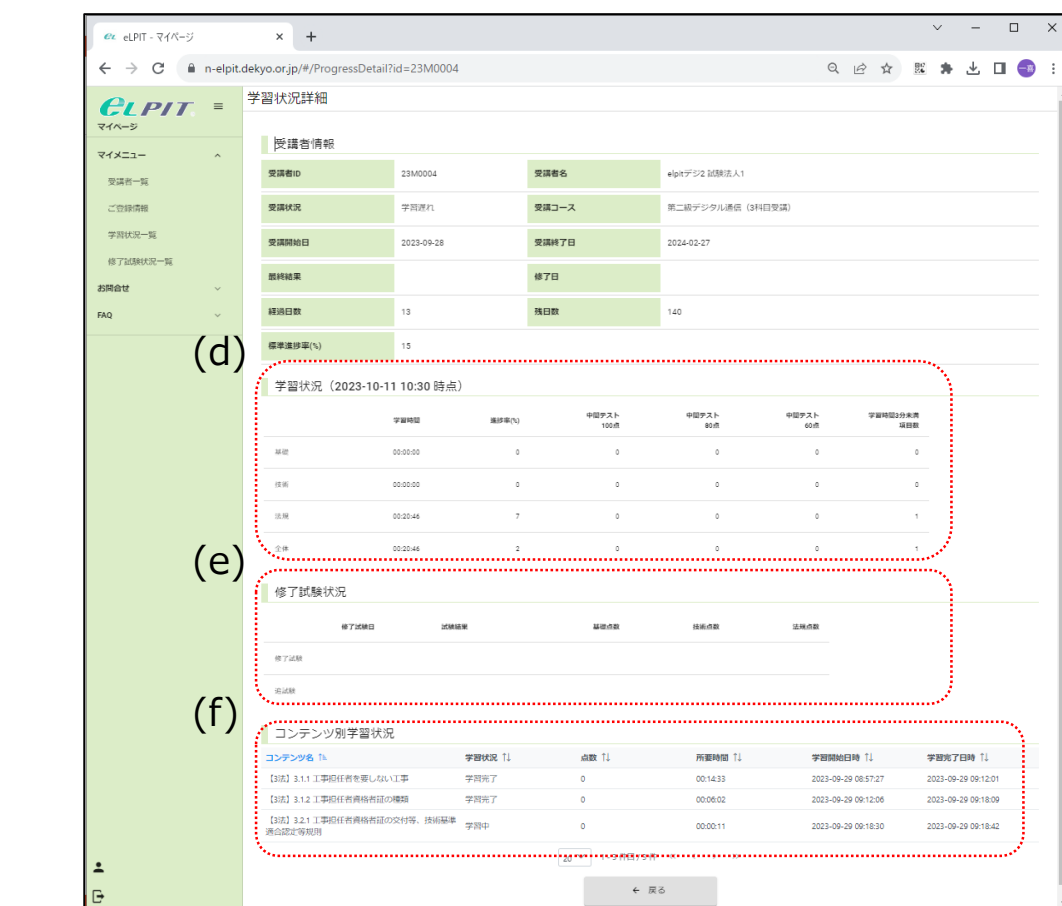 eLPIT - マイページ
n-elpit.dekyo.or.jp/#/ProgressDetail?id=23M0004
一喜
eLPIT
マイページ
マイメニュー
受講者一覧
ご登録情報
学習状況一覧
修了試験状況一覧
お問合せ
FAQ
学習状況詳細
受講者情報
受講者ID 23M0004 受講者名 elpitデジ2 試験法人1
受講状況 学習遅れ 受講コース 第二級デジタル通信（3科目受講）
受講開始日 2023-09-28 受講終了日 2024-02-27
最終結果 修了日
経過日数 13 残日数 140
標準進捗率(%) 15
(d)
学習状況（2023-10-11 10:30 時点）
学習時間 進捗率(%) 中間テスト100点 中間テスト80点 中間テスト60点 学習時間3分未満項目数
基礎 00:00:00 0 0 0 0 0
技術 00:00:00 0 0 0 0 0
法規 00:20:46 7 0 0 0 1
全体 00:20:46 2 0 0 0 1
(e)
修了試験状況
修了試験日 試験結果 基礎点数 技術点数 法規点数
修了試験
追試験
(f)
コンテンツ別学習状況
コンテンツ名 学習状況 点数 所要時間 学習開始日時 学習完了日時
【3法】3.1.1 工事担任者を要しない工事 学習完了 0 00:14:33 2023-09-29 08:57:27 2023-09-29 09:12:01
【3法】3.1.2 工事担任者資格者証の種類 学習完了 0 00:06:02 2023-09-29 09:12:06 2023-09-29 09:18:09
【3法】3.2.1 工事担任者資格者証の交付等、技術基準適合認定等規則 学習中 0 00:00:11 2023-09-29 09:18:30 2023-09-29 09:18:42
20
戻る